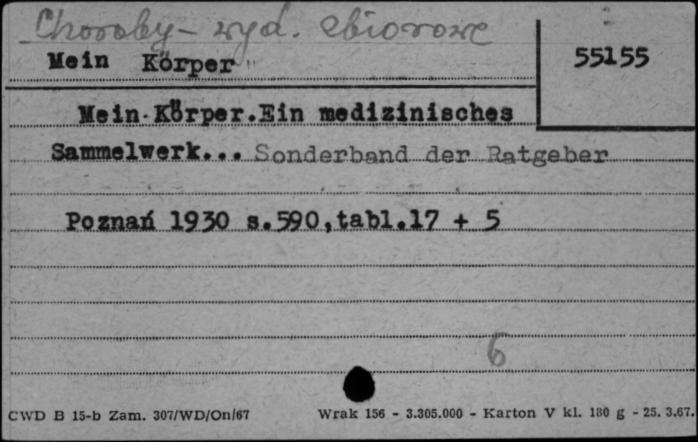 Choroby - wyd. zbiorowe
Mein Körper
55155
Mein Körper.Ein medizinisches
Sammelwerk... Sonderband der Ratgeber
Poznań 1930 s.590,tabl.17 + 5
6
CWD B 15-b Zam. 307/WD/On/67
Wrak 156 - 3.305.000 - Karton V kl. 180 g - 25. 3.67.